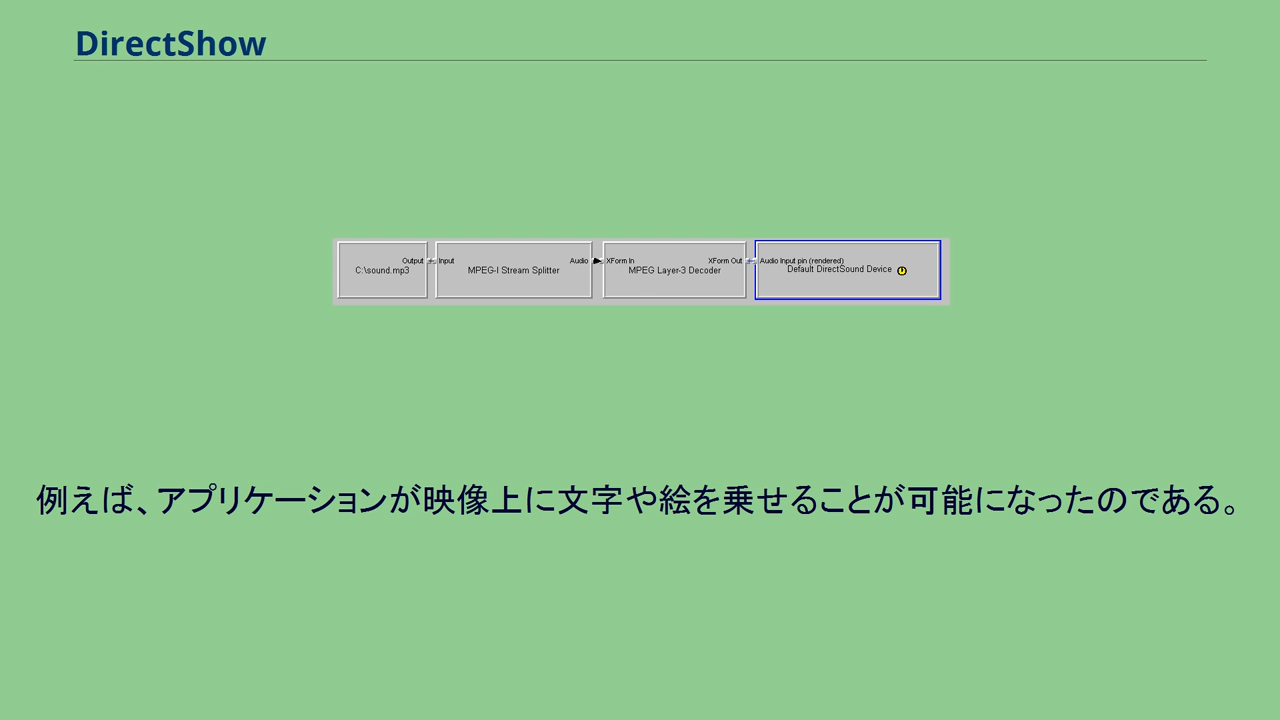 DirectShow
Output Input Audio XForm In XForm Out Audio Input pin (rendered)
C:\sound.mp3 MPEG-I Stream Splitter MPEG Layer-3 Decoder Default DirectSound Device
例えば、アプリケーションが映像上に文字や絵を乗せることが可能になったのである。